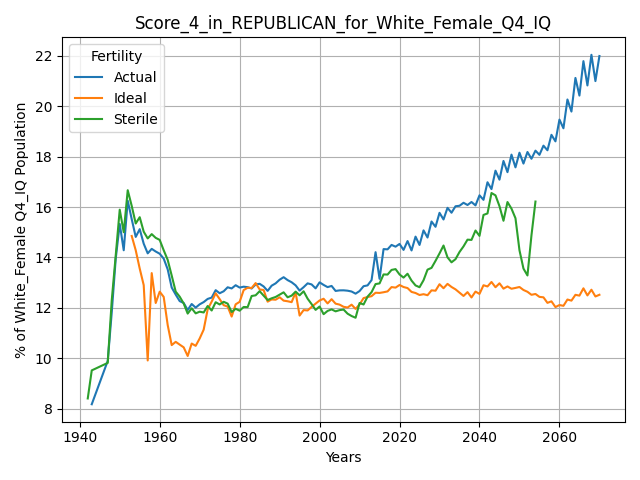 Score_4_in_REPUBLICAN_for_White_Female_Q4_IQ
Fertility
Actual
Ideal
Sterile
% of White_Female Q4_IQ Population
22
20
18
16
14
12
10
8
1940 1960 1980 2000 2020 2040 2060
Years